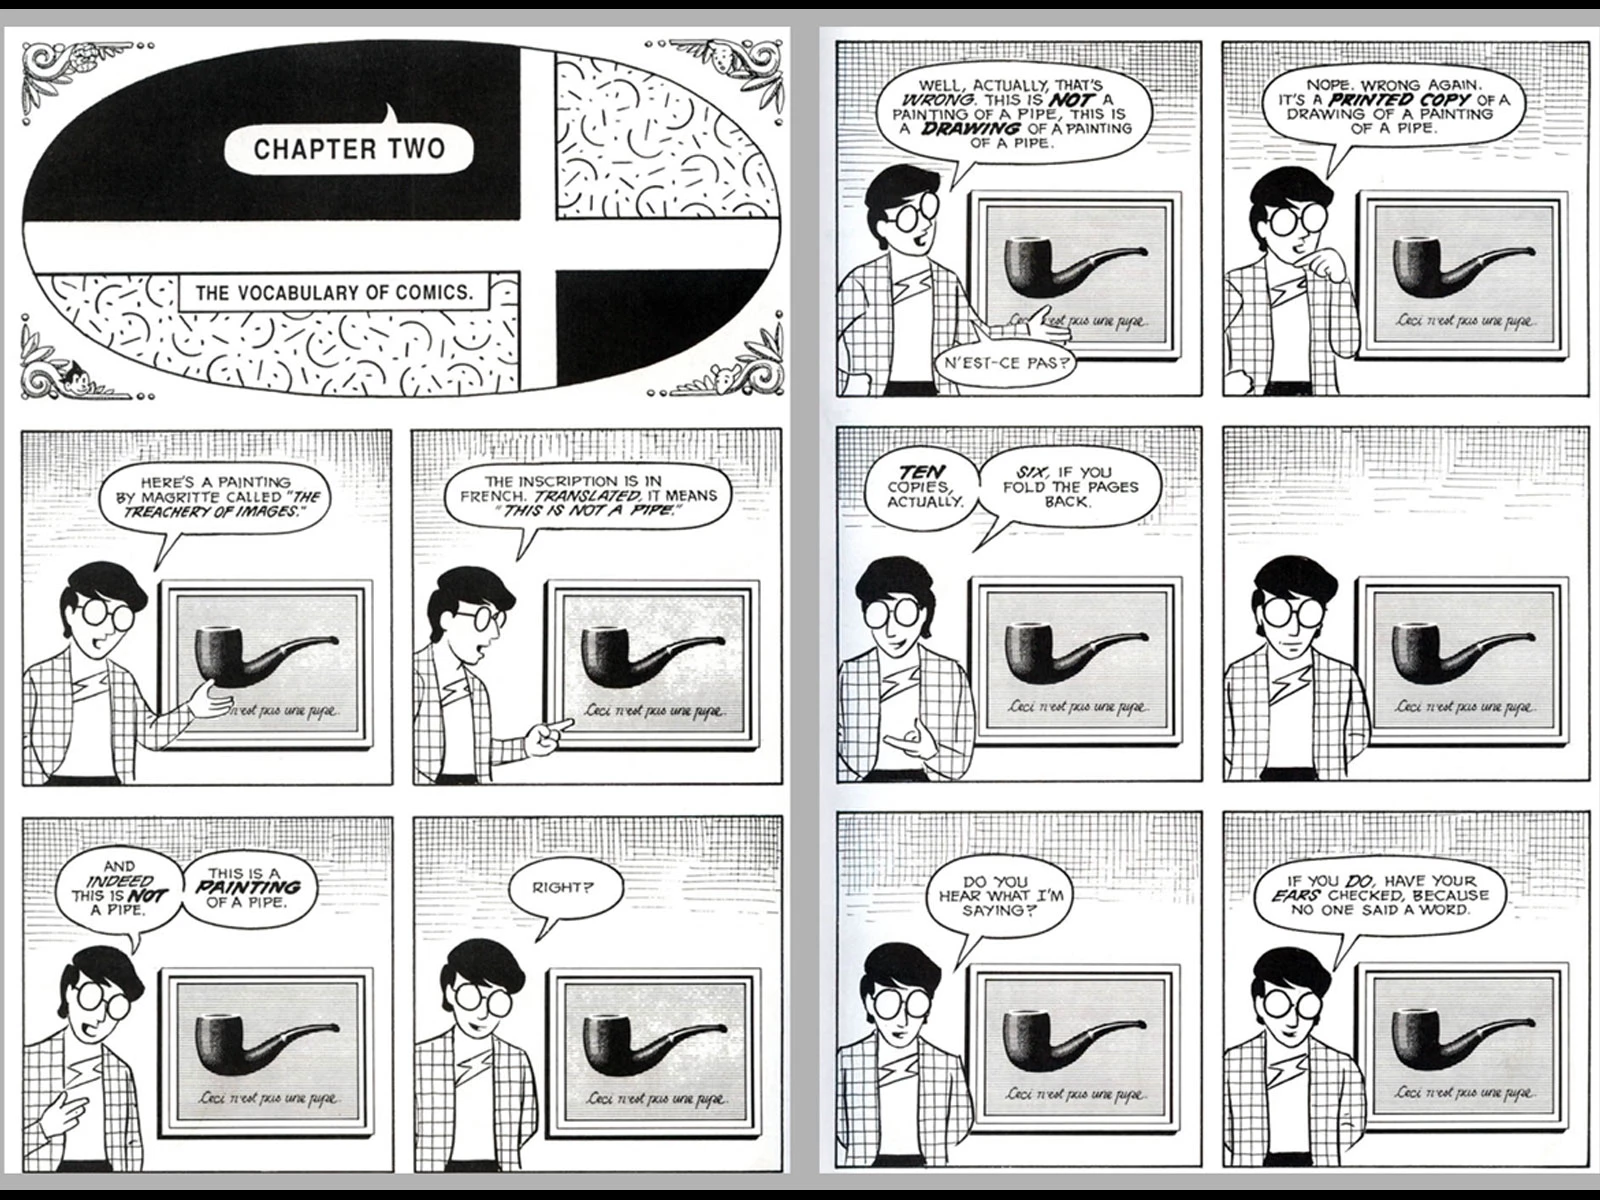 CHAPTER TWO
THE VOCABULARY OF COMICS.
HERE'S A PAINTING
BY MAGRITTE CALLED "THE
TREACHERY OF IMAGES."
n'est pas une pipe.
THE INSCRIPTION IS IN
FRENCH. TRANSLATED, IT MEANS
"THIS IS NOT A PIPE."
Ceci n'est pas une pipe.
AND
INDEED
THIS IS NOT
A PIPE.
THIS IS A
PAINTING
OF A PIPE.
Ceci n'est pas une pipe.
RIGHT?
Ceci n'est pas une pipe.
WELL, ACTUALLY, THAT'S
WRONG. THIS IS NOT A
PAINTING OF A PIPE, THIS IS
A DRAWING OF A PAINTING
OF A PIPE.
Ceci n'est pas une pipe.
N'EST-CE PAS?
NOPE. WRONG AGAIN.
IT'S A PRINTED COPY OF A
DRAWING OF A PAINTING
OF A PIPE.
Ceci n'est pas une pipe.
TEN
COPIES,
ACTUALLY.
SIX, IF YOU
FOLD THE PAGES
BACK.
Ceci n'est pas une pipe.
Ceci n'est pas une pipe.
DO YOU
HEAR WHAT I'M
SAYING?
Ceci n'est pas une pipe.
IF YOU DO, HAVE YOUR
EARS CHECKED, BECAUSE
NO ONE SAID A WORD.
Ceci n'est pas une pipe.